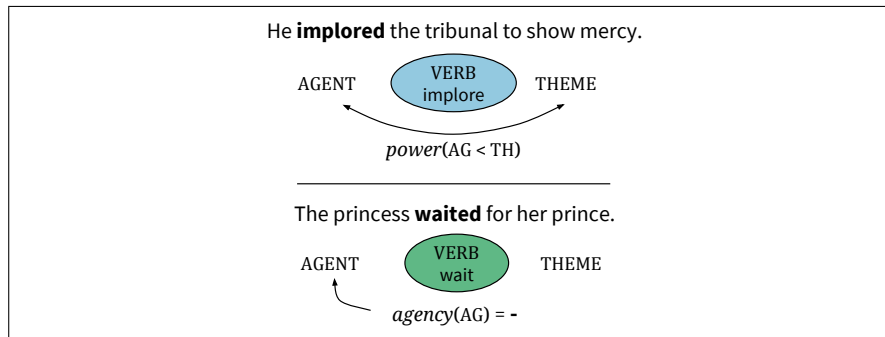 He implored the tribunal to show mercy.
VERB
AGENT implore THEME
power(AG < TH)
The princess waited for her prince.
VERB
AGENT wait THEME
agency(AG) = -